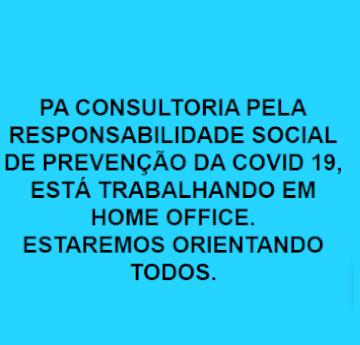 PA CONSULTORIA PELA
RESPONSABILIDADE SOCIAL
DE PREVENÇÃO DA COVID 19,
ESTÁ TRABALHANDO EM
HOME OFFICE.
ESTAREMOS ORIENTANDO
TODOS.